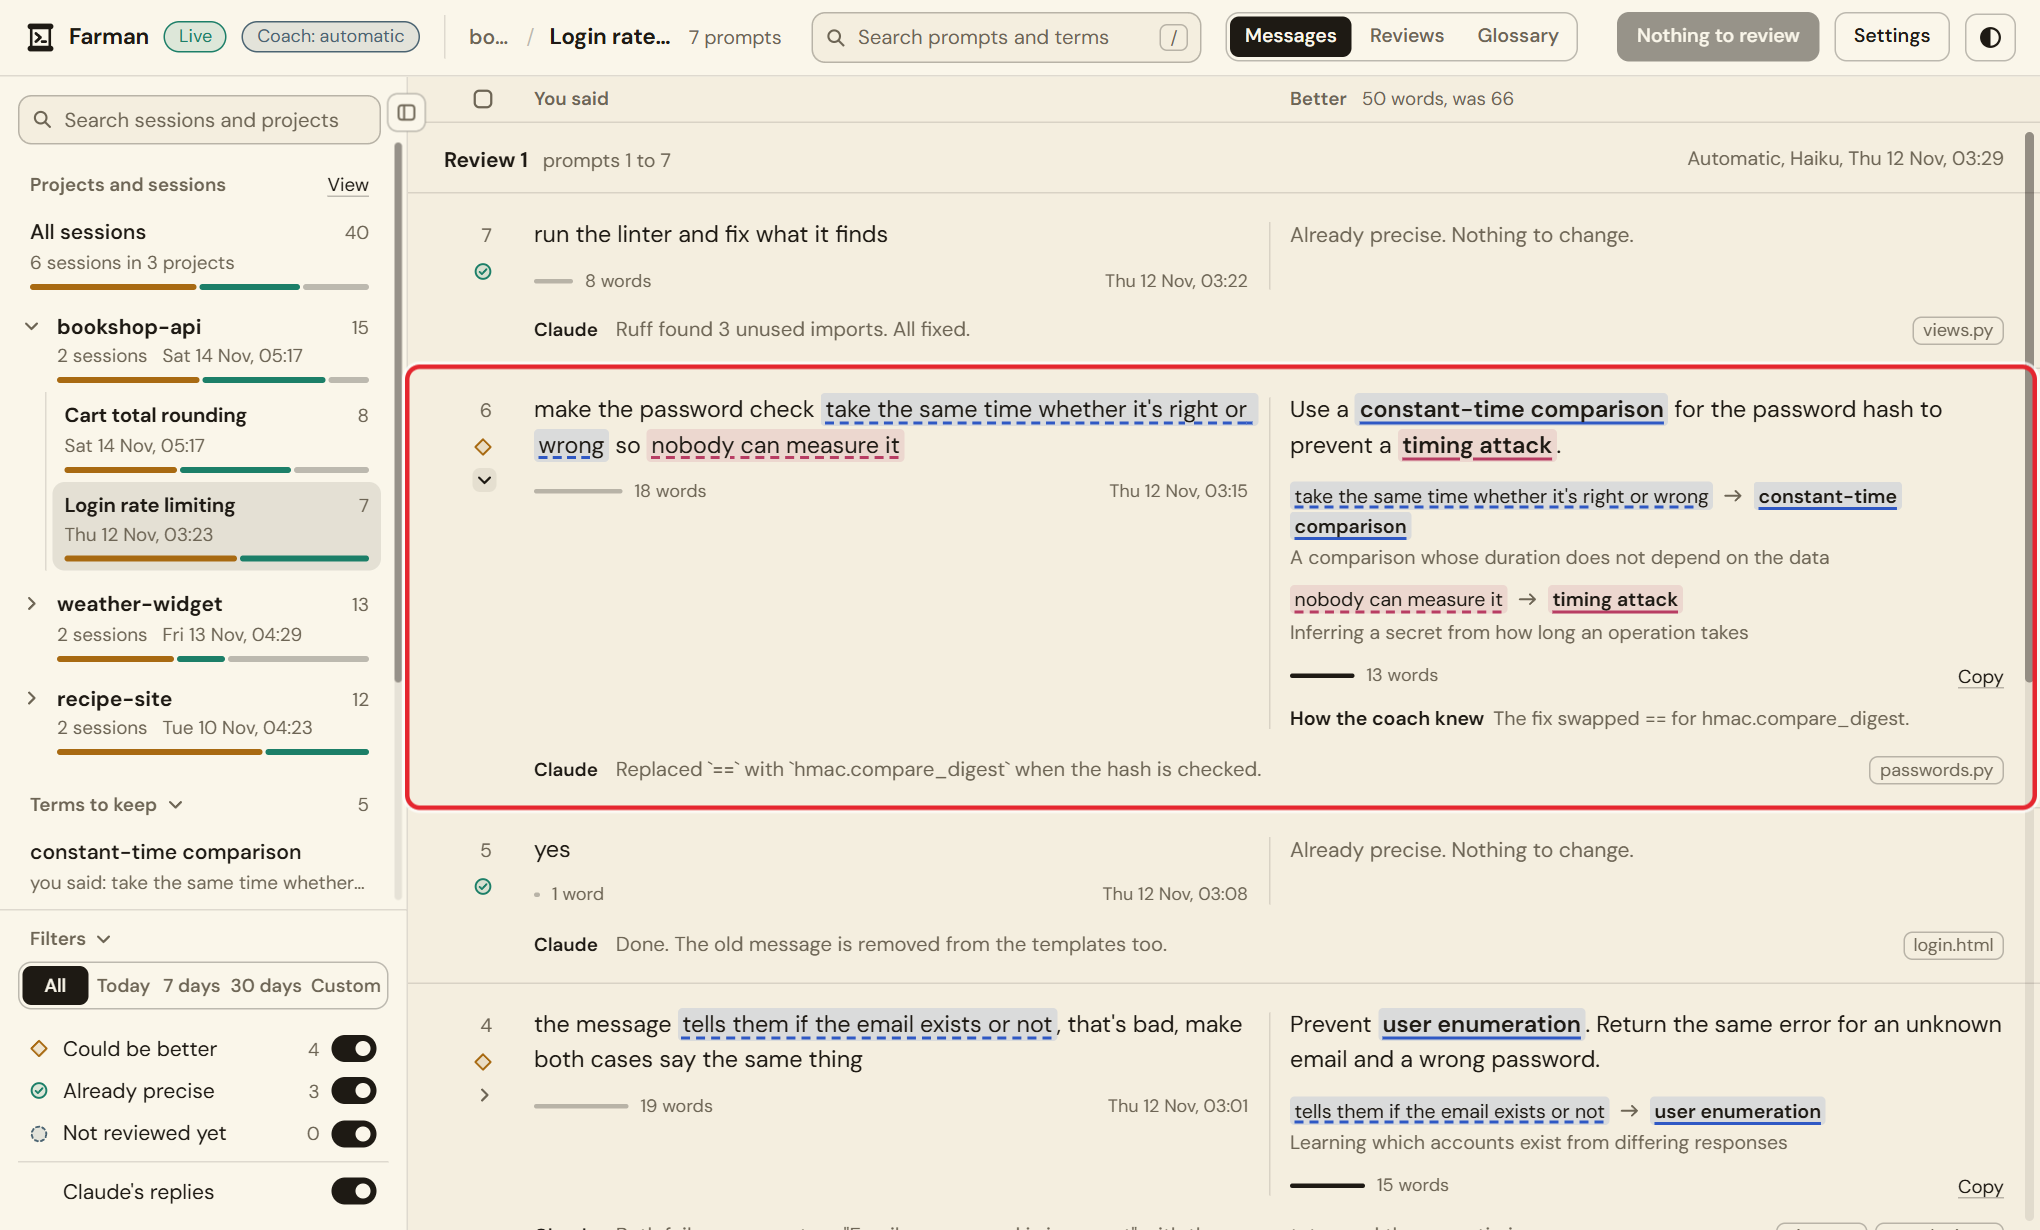 Farman
Live
Coach: automatic
bo...
/
Login rate...
7 prompts
Search prompts and terms
/
Messages
Reviews
Glossary
Nothing to review
Settings
Search sessions and projects
Projects and sessions
View
All sessions
40
6 sessions in 3 projects
bookshop-api
15
2 sessions Sat 14 Nov, 05:17
Cart total rounding
8
Sat 14 Nov, 05:17
Login rate limiting
7
Thu 12 Nov, 03:23
weather-widget
13
2 sessions Fri 13 Nov, 04:29
recipe-site
12
2 sessions Tue 10 Nov, 04:23
Terms to keep
5
constant-time comparison
you said: take the same time whether...
Filters
All
Today
7 days
30 days
Custom
Could be better
4
Already precise
3
Not reviewed yet
0
Claude's replies
You said
Better 50 words, was 66
Review 1 prompts 1 to 7
Automatic, Haiku, Thu 12 Nov, 03:29
7
run the linter and fix what it finds
8 words
Thu 12 Nov, 03:22
Already precise. Nothing to change.
Claude Ruff found 3 unused imports. All fixed.
views.py
6
make the password check take the same time whether it's right or
wrong so nobody can measure it
18 words
Thu 12 Nov, 03:15
Use a constant-time comparison for the password hash to
prevent a timing attack.
take the same time whether it's right or wrong → constant-time
comparison
A comparison whose duration does not depend on the data
nobody can measure it → timing attack
Inferring a secret from how long an operation takes
13 words
Copy
How the coach knew The fix swapped == for hmac.compare_digest.
Claude Replaced `==` with `hmac.compare_digest` when the hash is checked.
passwords.py
5
yes
1 word
Thu 12 Nov, 03:08
Already precise. Nothing to change.
Claude Done. The old message is removed from the templates too.
login.html
4
the message tells them if the email exists or not, that's bad, make
both cases say the same thing
19 words
Thu 12 Nov, 03:01
Prevent user enumeration. Return the same error for an unknown
email and a wrong password.
tells them if the email exists or not → user enumeration
Learning which accounts exist from differing responses
15 words
Copy